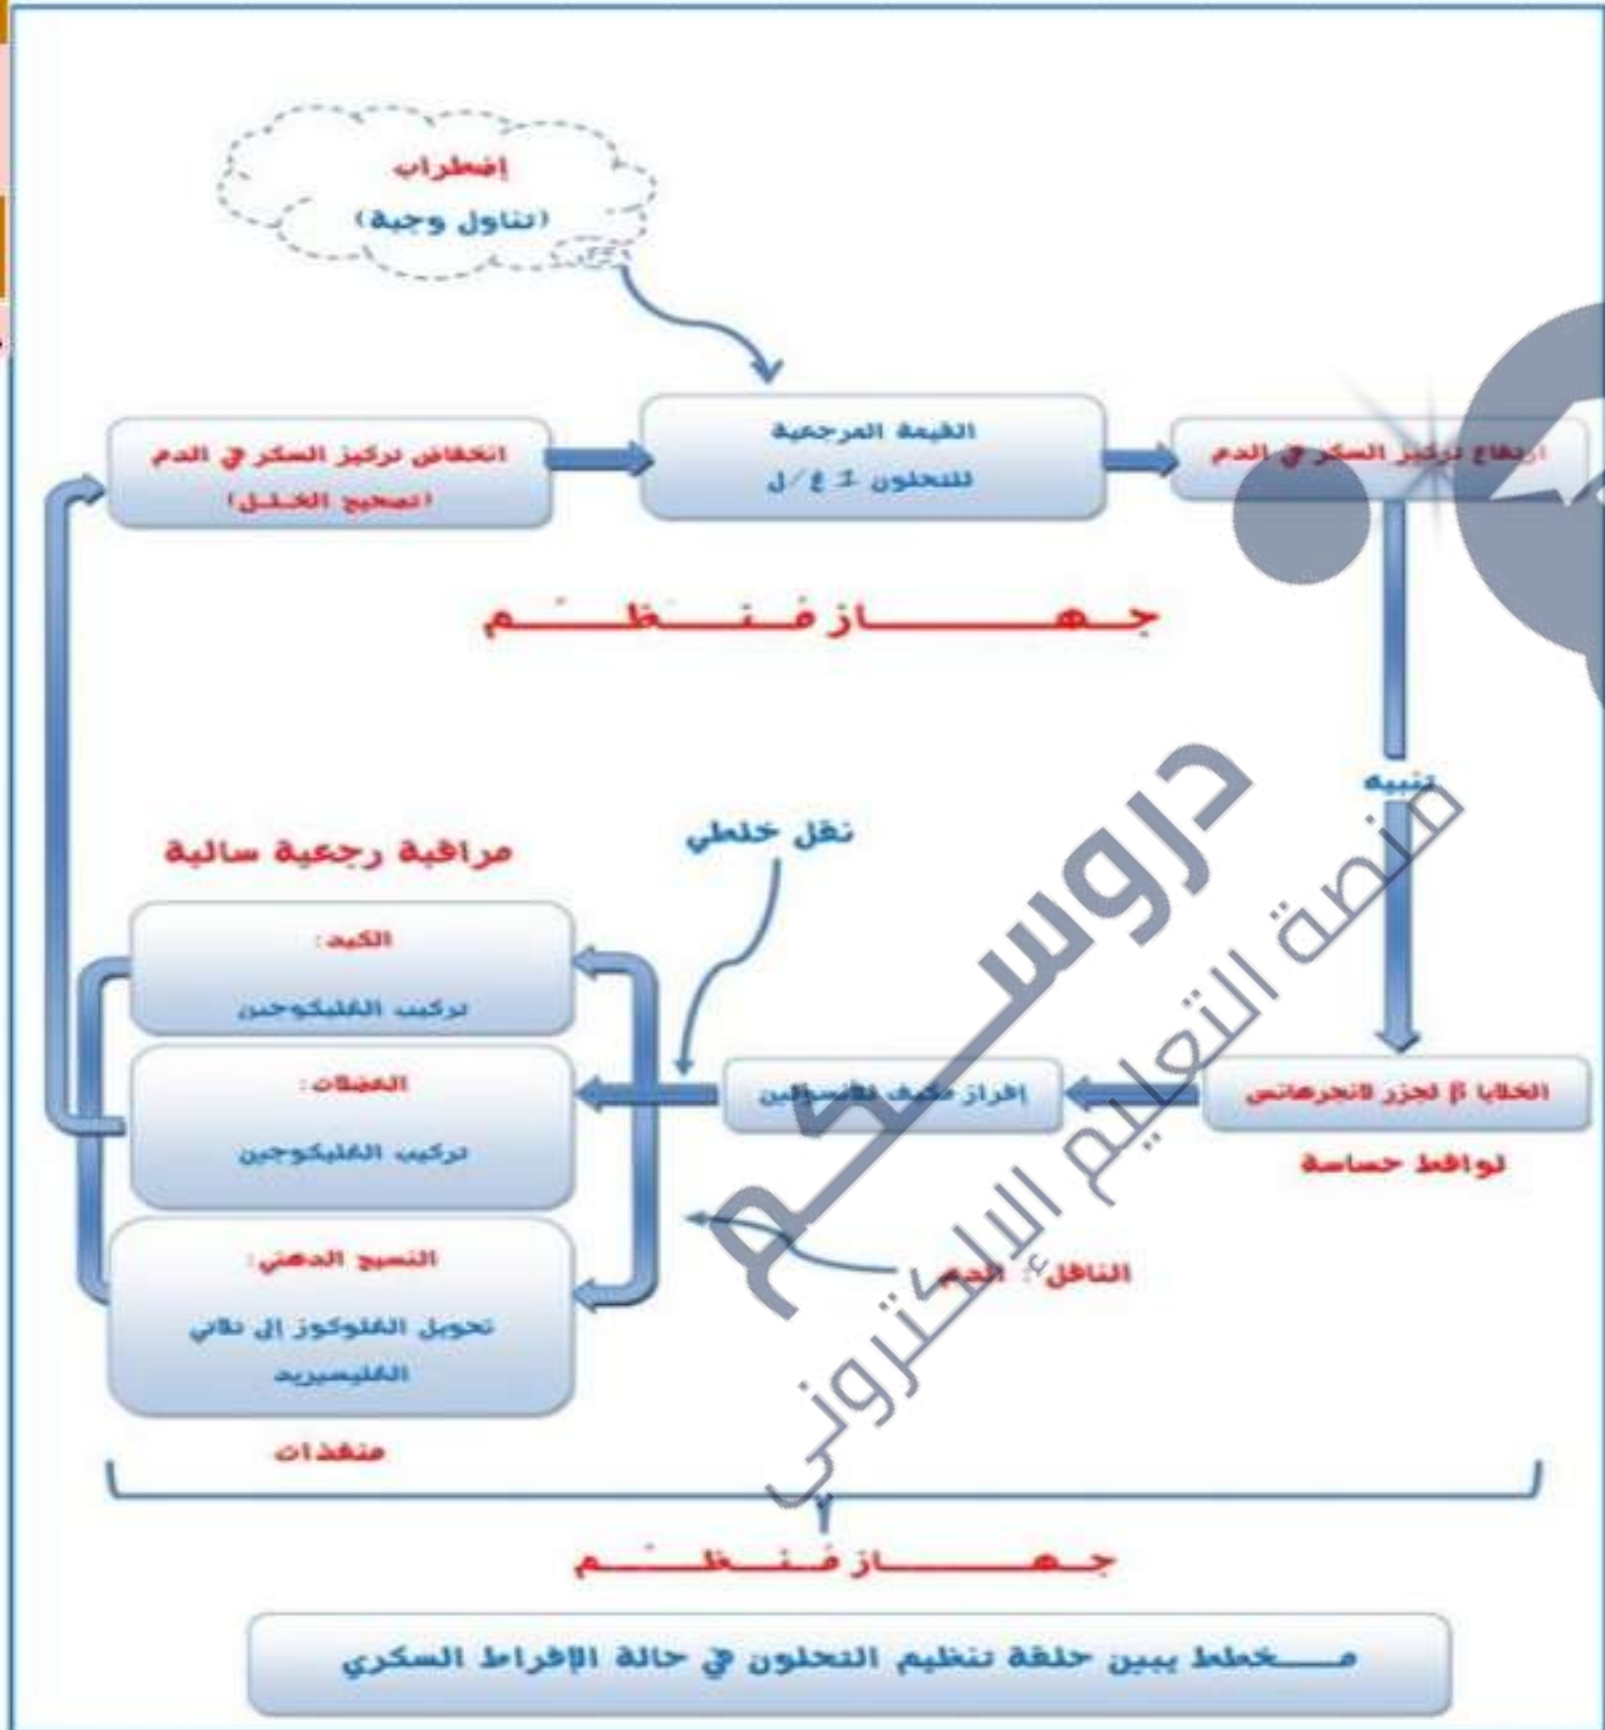 إضطراب
(تناول وجبة)
ارتفاع تركيز السكر في الدم
القيمة المرجعية
للتحلون 1 غ/ل
انخفاض تركيز السكر في الدم
(تصحيح الخلل)
جهاز مُنَظَّم
تنبيه
نقل خلطي
مراقبة رجعية سالبة
الكبد:
تركيب الغليكوجين
العضلات:
تركيب الغليكوجين
النسيج الدهني:
تحويل الغلوكوز إلى ثلاثي
الغليسيريد
منفذات
الخلايا β لجزر لانجرهانس
لواقط حساسة
إفراز مكيف للأنسولين
الناقل: الدم
جهاز مُنَظِّم
مخطط يبين حلقة تنظيم التحلون في حالة الإفراط السكري
دروسكم
منصة التعليم الإلكتروني